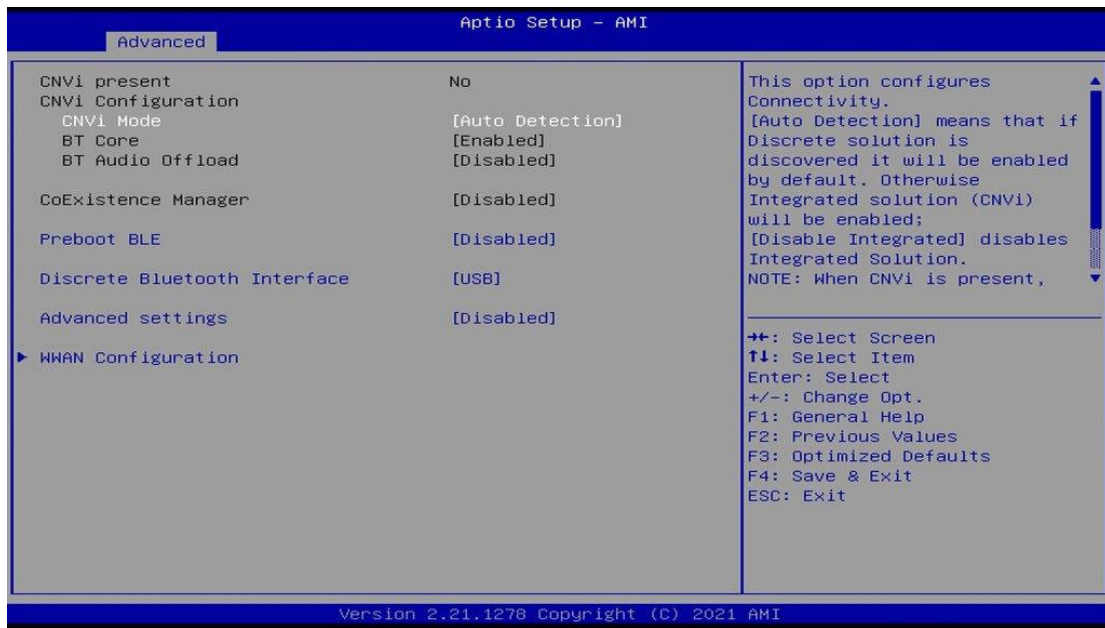 Aptio Setup – AMI
Advanced
CNVi present No
CNVi Configuration
CNVi Mode [Auto Detection]
BT Core [Enabled]
BT Audio Offload [Disabled]
CoExistence Manager [Disabled]
Preboot BLE [Disabled]
Discrete Bluetooth Interface [USB]
Advanced settings [Disabled]
WWAN Configuration
This option configures
Connectivity.
[Auto Detection] means that if
Discrete solution is
discovered it will be enabled
by default. Otherwise
Integrated solution (CNVi)
will be enabled;
[Disable Integrated] disables
Integrated Solution.
NOTE: When CNVi is present,
→←: Select Screen
↑↓: Select Item
Enter: Select
+/-: Change Opt.
F1: General Help
F2: Previous Values
F3: Optimized Defaults
F4: Save & Exit
ESC: Exit
Version 2.21.1278 Copyright (C) 2021 AMI